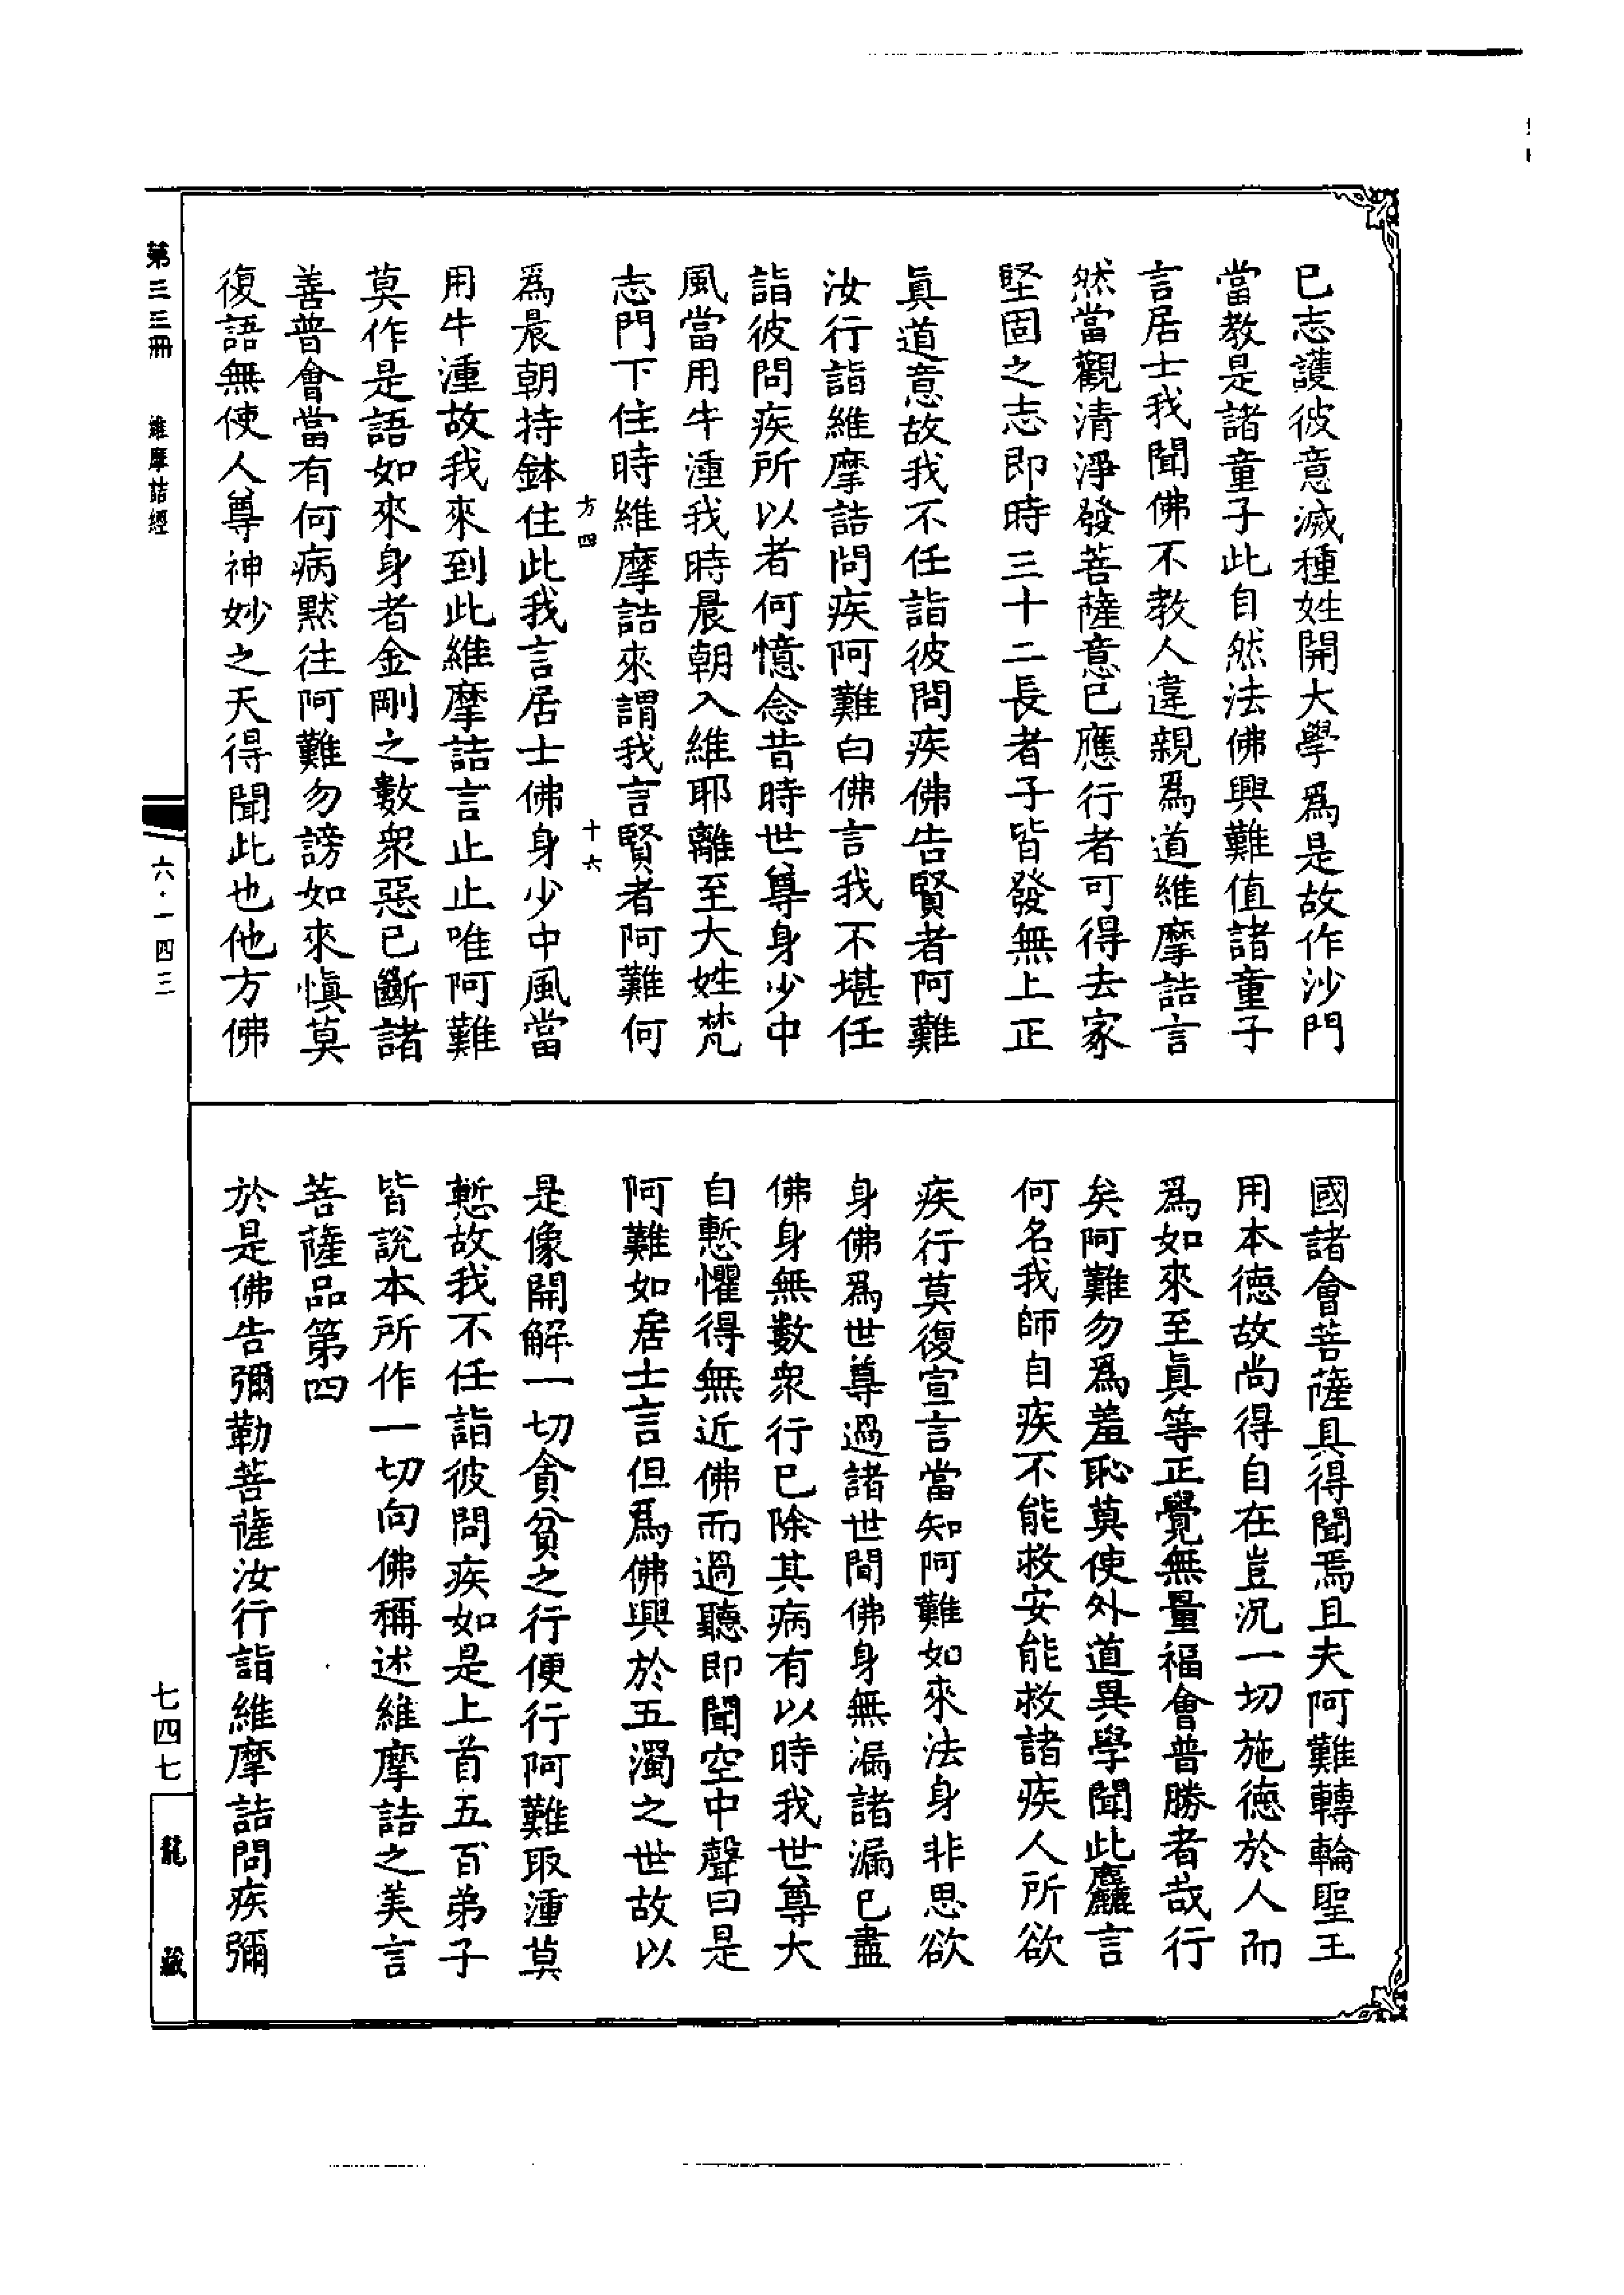 已志護彼意滅種姓開大學爲是故作沙門
當教是諸童子此自然法佛興難值諸童子
言居士我聞佛不教人違親爲道維摩詰言
然當觀清淨發菩薩意已應行者可得去家
堅固之志即時三十二長者子皆發無上正
眞道意故我不任詣彼問疾佛告賢者阿難
汝行詣維摩詰問疾阿難白佛言我不堪任
詣彼問疾所以者何憶念昔時世尊身少中
風當用牛湩我時晨朝入維耶離至大姓梵
志門下住時維摩詰來謂我言賢者阿難何
方四 十六
爲晨朝持鉢住此我言居士佛身少中風當
用牛湩故我來到此維摩詰言止止唯阿難
莫作是語如來身者金剛之數衆惡已斷諸
善普會當有何病默往阿難勿謗如來愼莫
復語無使人尊神妙之天得聞此也他方佛
國諸會菩薩具得聞焉且夫阿難轉輪聖王
用本德故尚得自在豈況一切施德於人而
爲如來至眞等正覺無量福會普勝者哉行
矣阿難勿爲羞恥莫使外道異學聞此麤言
何名我師自疾不能救安能救諸疾人所欲
疾行莫復宣言當知阿難如來法身非思欲
身佛爲世尊過諸世間佛身無漏諸漏已盡
佛身無數衆行已除其病有以時我世尊大
自慙懼得無近佛而過聽即聞空中聲曰是
阿難如居士言但爲佛興於五濁之世故以
是像開解一切貪貧之行便行阿難取湩莫
慙故我不任詣彼問疾如是上首五百弟子
皆說本所作一切向佛稱述維摩詰之美言
菩薩品第四
於是佛告彌勒菩薩汝行詣維摩詰問疾彌
第三三冊 維摩詰經
六·一四三
七四七
龍藏